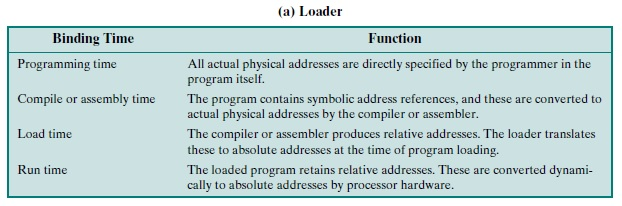 (a) Loader
Binding Time Function
Programming time All actual physical addresses are directly specified by the programmer in the
program itself.
Compile or assembly time The program contains symbolic address references, and these are converted to
actual physical addresses by the compiler or assembler.
Load time The compiler or assembler produces relative addresses. The loader translates
these to absolute addresses at the time of program loading.
Run time The loaded program retains relative addresses. These are converted dynami-
cally to absolute addresses by processor hardware.